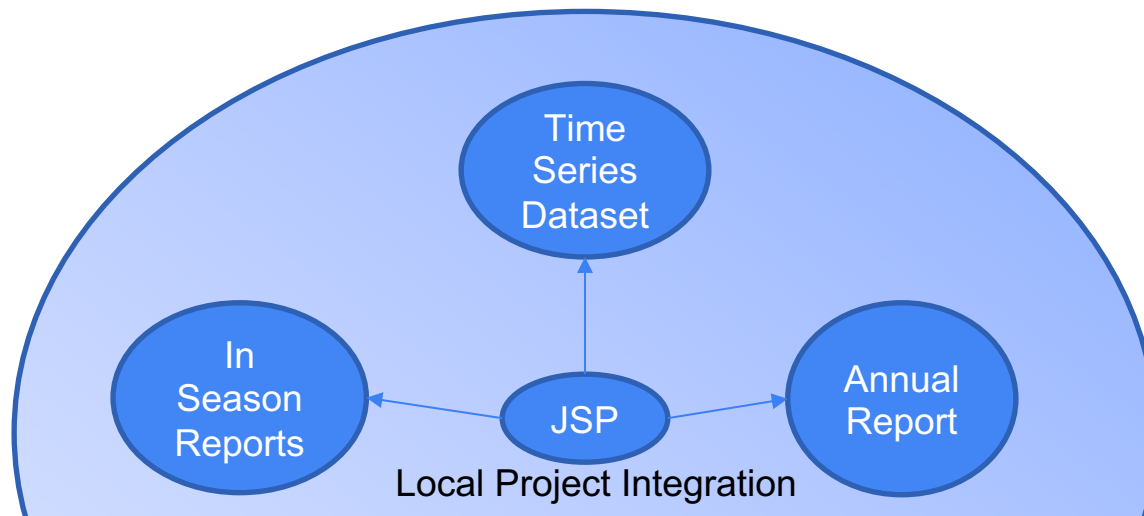 Time
Series
Dataset
In
Season
Reports
JSP
Annual
Report
Local Project Integration